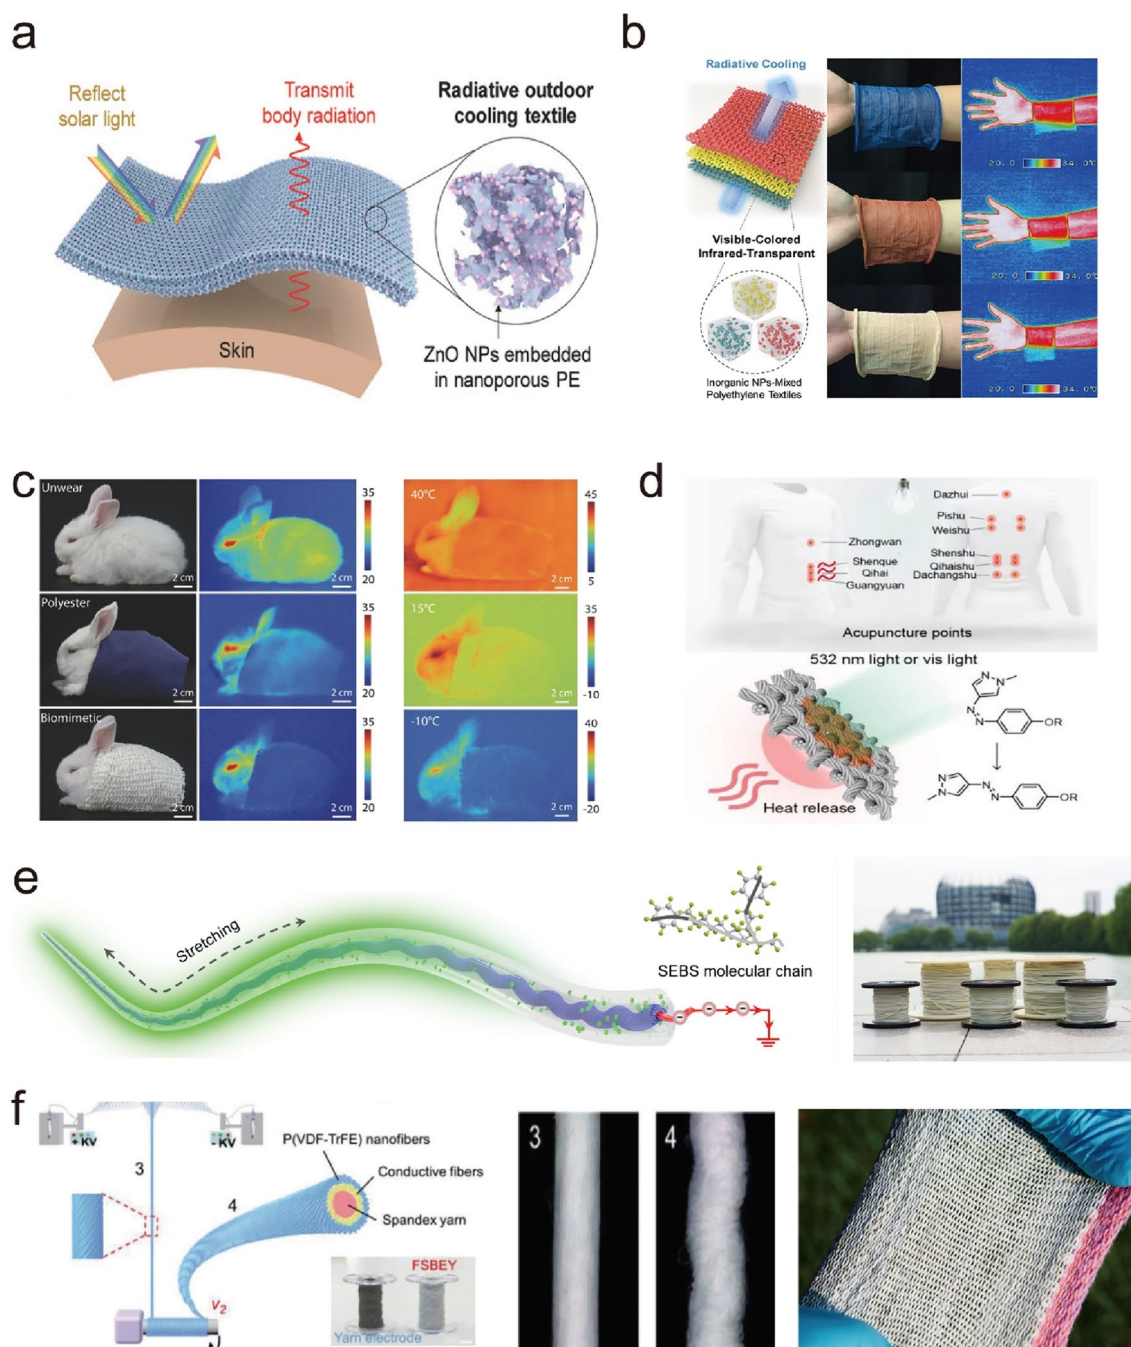 a
Reflect
solar light
Transmit
body radiation
Radiative outdoor
cooling textile
Skin
ZnO NPs embedded
in nanoporous PE
b
Radiative Cooling
Visible-Colored
Infrared-Transparent
Inorganic NPs-Mixed
Polyethylene Textiles
20.0 34.0℃
20.0 34.0℃
20.0 34.0℃
c
Unwear
2 cm
35
20
40°C
2 cm
45
5
Polyester
2 cm
2 cm
35
20
15°C
2 cm
35
-10
Biomimetic
2 cm
2 cm
35
20
-10°C
2 cm
40
-20
d
Dazhui
Pishu
Weishu
Zhongwan
Shenque
Qihai
Guangyuan
Shenshu
Qihaishu
Dachangshu
Acupuncture points
532 nm light or vis light
Heat release
N
N
N
N
OR
N
N
N
N
OR
e
Stretching
SEBS molecular chain
f
+KV
-KV
3
4
P(VDF-TrFE) nanofibers
Conductive fibers
Spandex yarn
V2
FSBEY
Yarn electrode
3
4